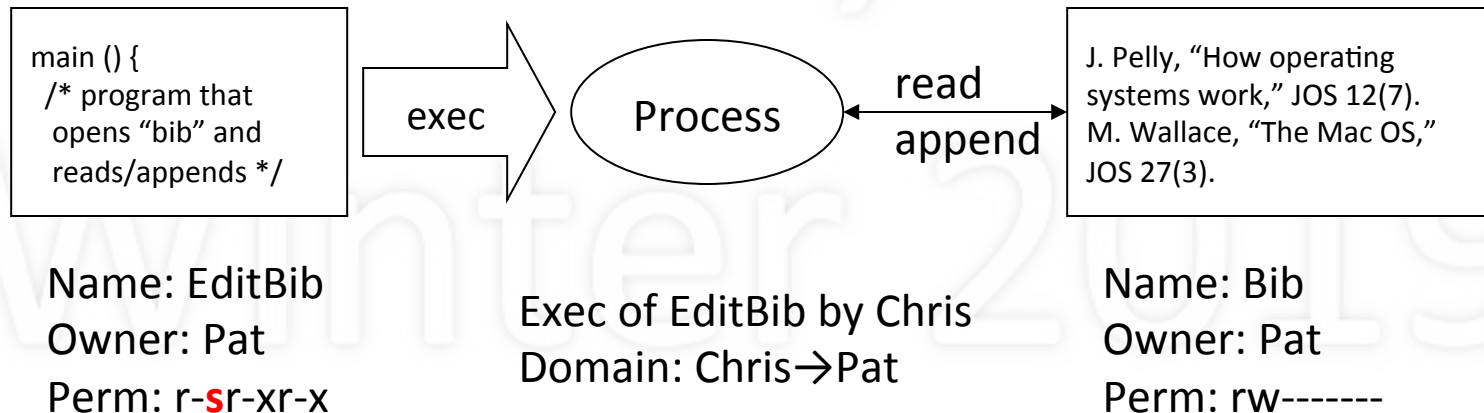 main () {
/* program that
opens “bib” and
reads/appends */
exec
Process
read
append
J. Pelly, “How operating
systems work,” JOS 12(7).
M. Wallace, “The Mac OS,”
JOS 27(3).
Name: EditBib
Owner: Pat
Perm: r-sr-xr-x
Exec of EditBib by Chris
Domain: Chris→Pat
Name: Bib
Owner: Pat
Perm: rw-------
Winter 2019